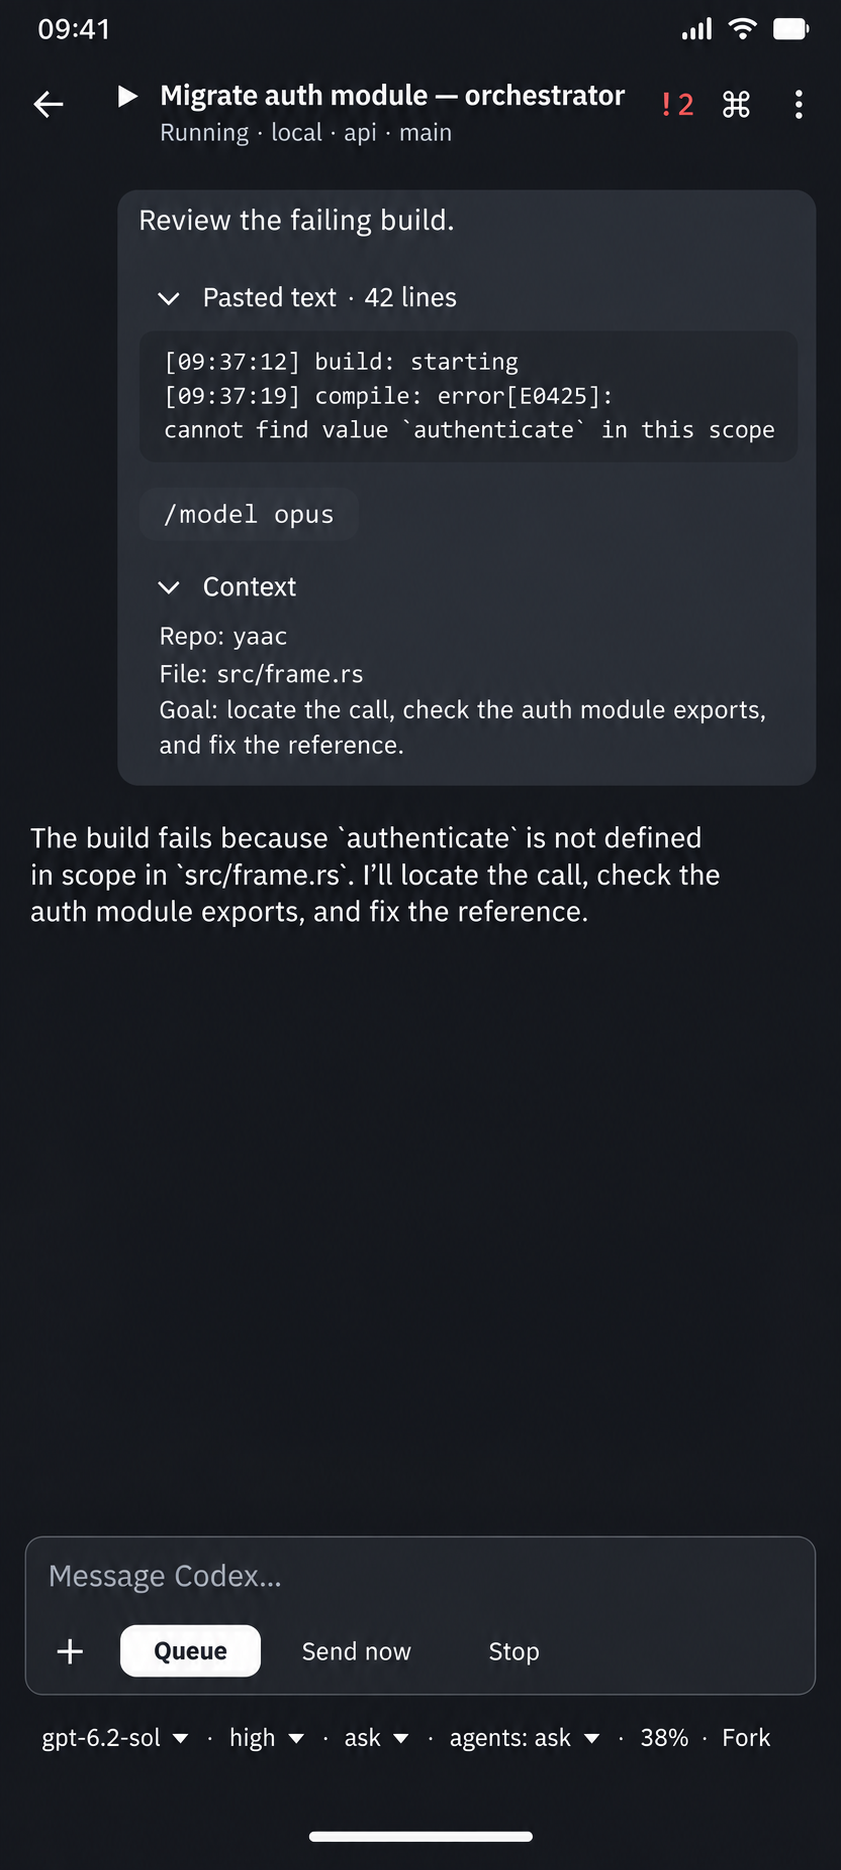 09:41
Migrate auth module — orchestrator
!2
Running · local · api · main
Review the failing build.
Pasted text · 42 lines
[09:37:12] build: starting
[09:37:19] compile: error[E0425]:
cannot find value `authenticate` in this scope
/model opus
Context
Repo: yaac
File: src/frame.rs
Goal: locate the call, check the auth module exports,
and fix the reference.
The build fails because `authenticate` is not defined
in scope in `src/frame.rs`. I’ll locate the call, check the
auth module exports, and fix the reference.
Message Codex...
Queue Send now Stop
gpt-6.2-sol · high · ask · agents: ask · 38% · Fork